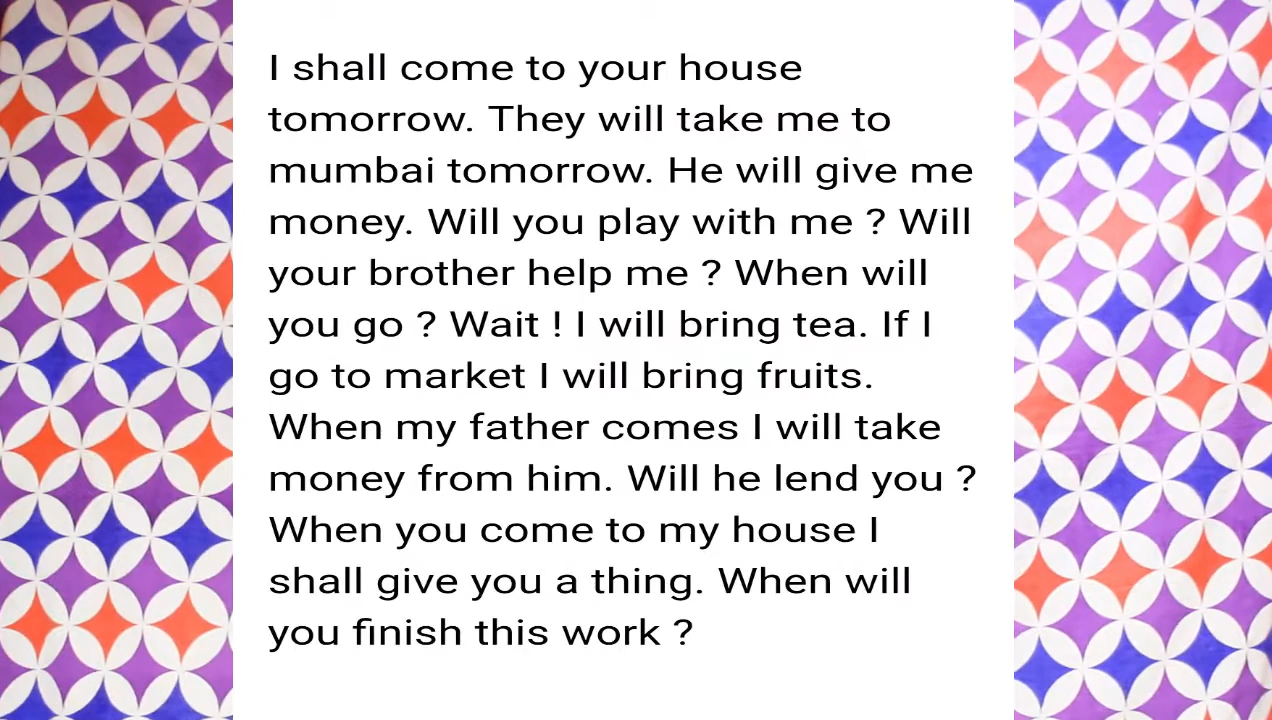 I shall come to your house
tomorrow. They will take me to
mumbai tomorrow. He will give me
money. Will you play with me ? Will
your brother help me ? When will
you go ? Wait ! I will bring tea. If I
go to market I will bring fruits.
When my father comes I will take
money from him. Will he lend you ?
When you come to my house I
shall give you a thing. When will
you finish this work ?